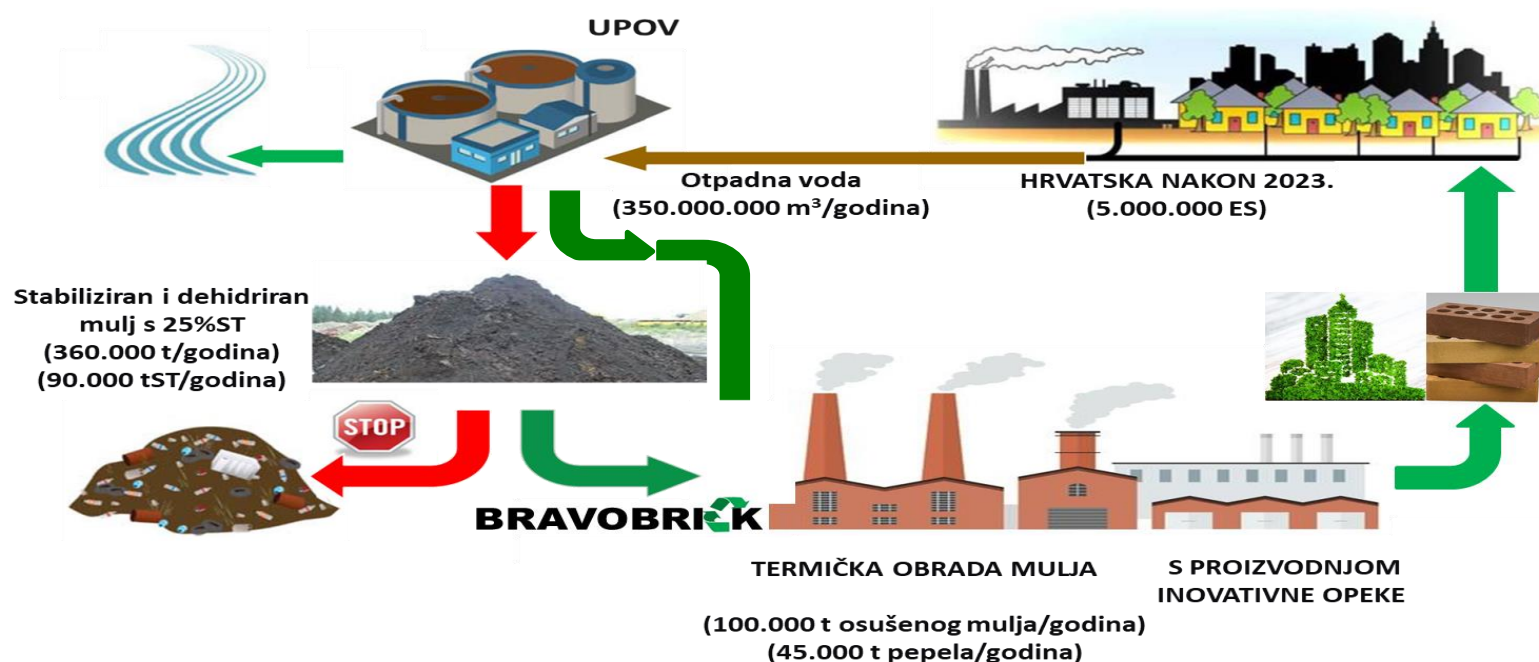 UPOV
Otpadna voda
(350.000.000 m³/godina)
HRVATSKA NAKON 2023.
(5.000.000 ES)
Stabiliziran i dehidriran
mulj s 25%ST
(360.000 t/godina)
(90.000 tST/godina)
STOP
BRAVOBRICK
TERMIČKA OBRADA MULJA
(100.000 t osušenog mulja/godina)
(45.000 t pepela/godina)
S PROIZVODNJOM
INOVATIVNE OPEKE